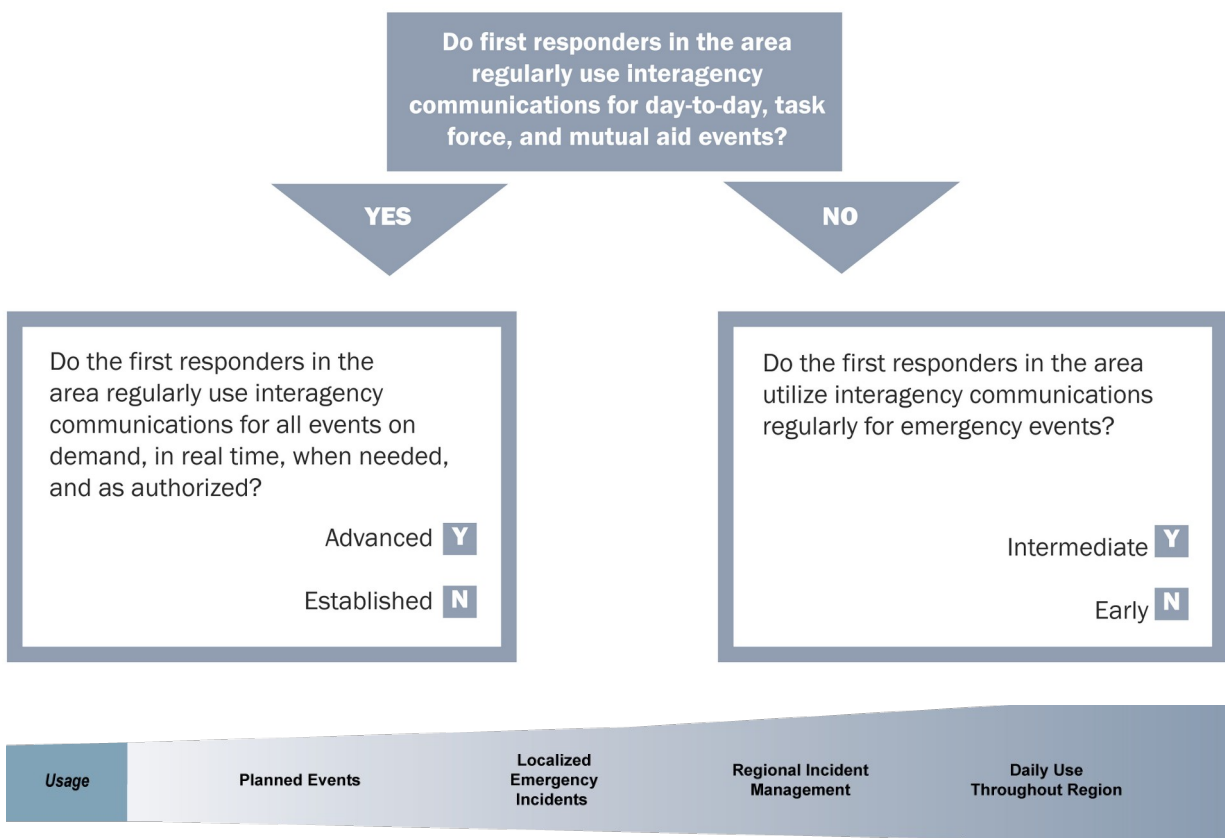 Do first responders in the area
regularly use interagency
communications for day-to-day, task
force, and mutual aid events?
YES
NO
Do the first responders in the
area regularly use interagency
communications for all events on
demand, in real time, when needed,
and as authorized?
Advanced Y
Established N
Do the first responders in the area
utilize interagency communications
regularly for emergency events?
Intermediate Y
Early N
Usage
Planned Events
Localized
Emergency
Incidents
Regional Incident
Management
Daily Use
Throughout Region